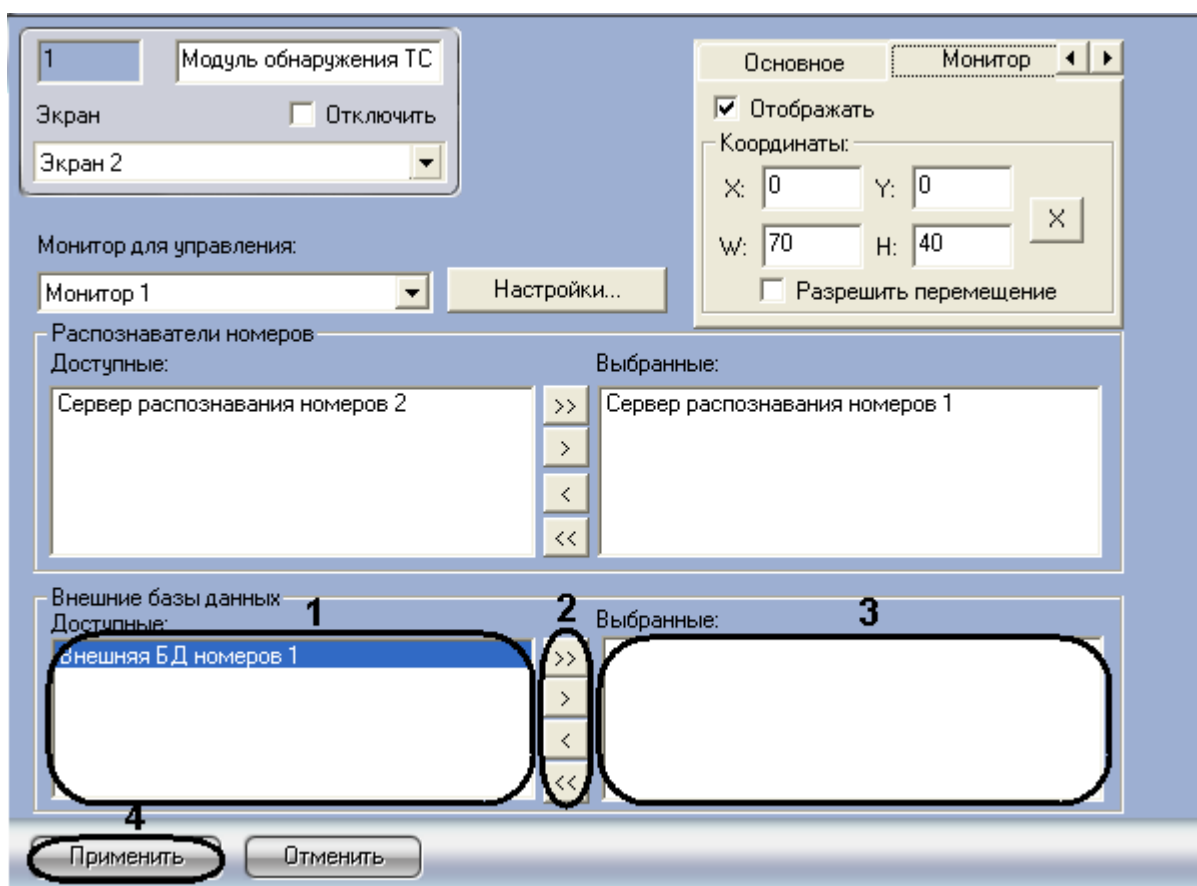 1
Модуль обнаружения ТС
Экран
Отключить
Экран 2
Основное
Монитор
Отображать
Координаты:
X: 0 Y: 0
X
W: 70 H: 40
Разрешить перемещение
Монитор для управления:
Монитор 1
Настройки...
Распознаватели номеров
Доступные:
Выбранные:
Сервер распознавания номеров 2
>>
Сервер распознавания номеров 1
>
<
<<
Внешние базы данных
1
2
3
Доступные:
Выбранные:
Внешняя БД номеров 1
>>
>
<
<<
4
Применить
Отменить